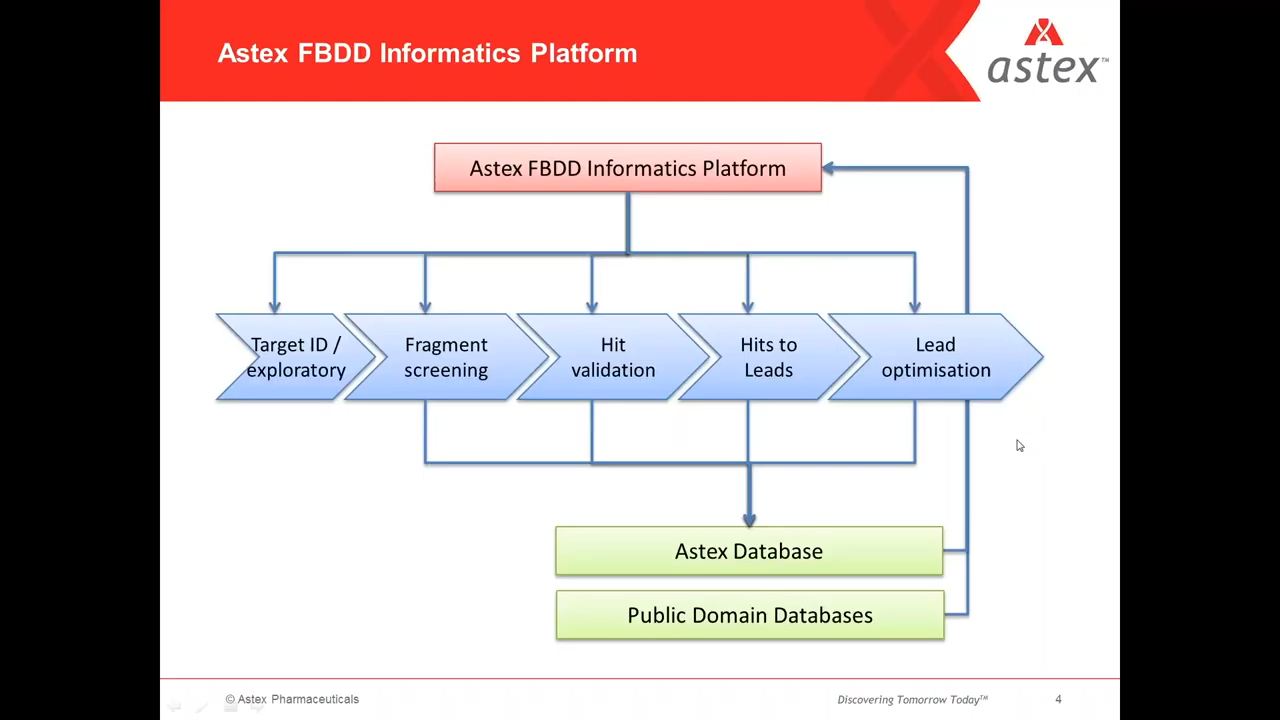 Astex FBDD Informatics Platform
astex™
Astex FBDD Informatics Platform
Target ID /
exploratory
Fragment
screening
Hit
validation
Hits to
Leads
Lead
optimisation
Astex Database
Public Domain Databases
© Astex Pharmaceuticals
Discovering Tomorrow Today™
4